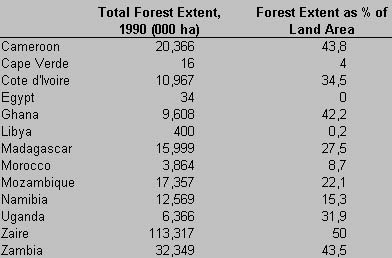 Total Forest Extent, Forest Extent as % of
1990 (000 ha) Land Area
Cameroon 20,366 43,8
Cape Verde 16 4
Cote d'Ivoire 10,967 34,5
Egypt 34 0
Ghana 9,608 42,2
Libya 400 0,2
Madagascar 15,999 27,5
Morocco 3,864 8,7
Mozambique 17,357 22,1
Namibia 12,569 15,3
Uganda 6,366 31,9
Zaire 113,317 50
Zambia 32,349 43,5